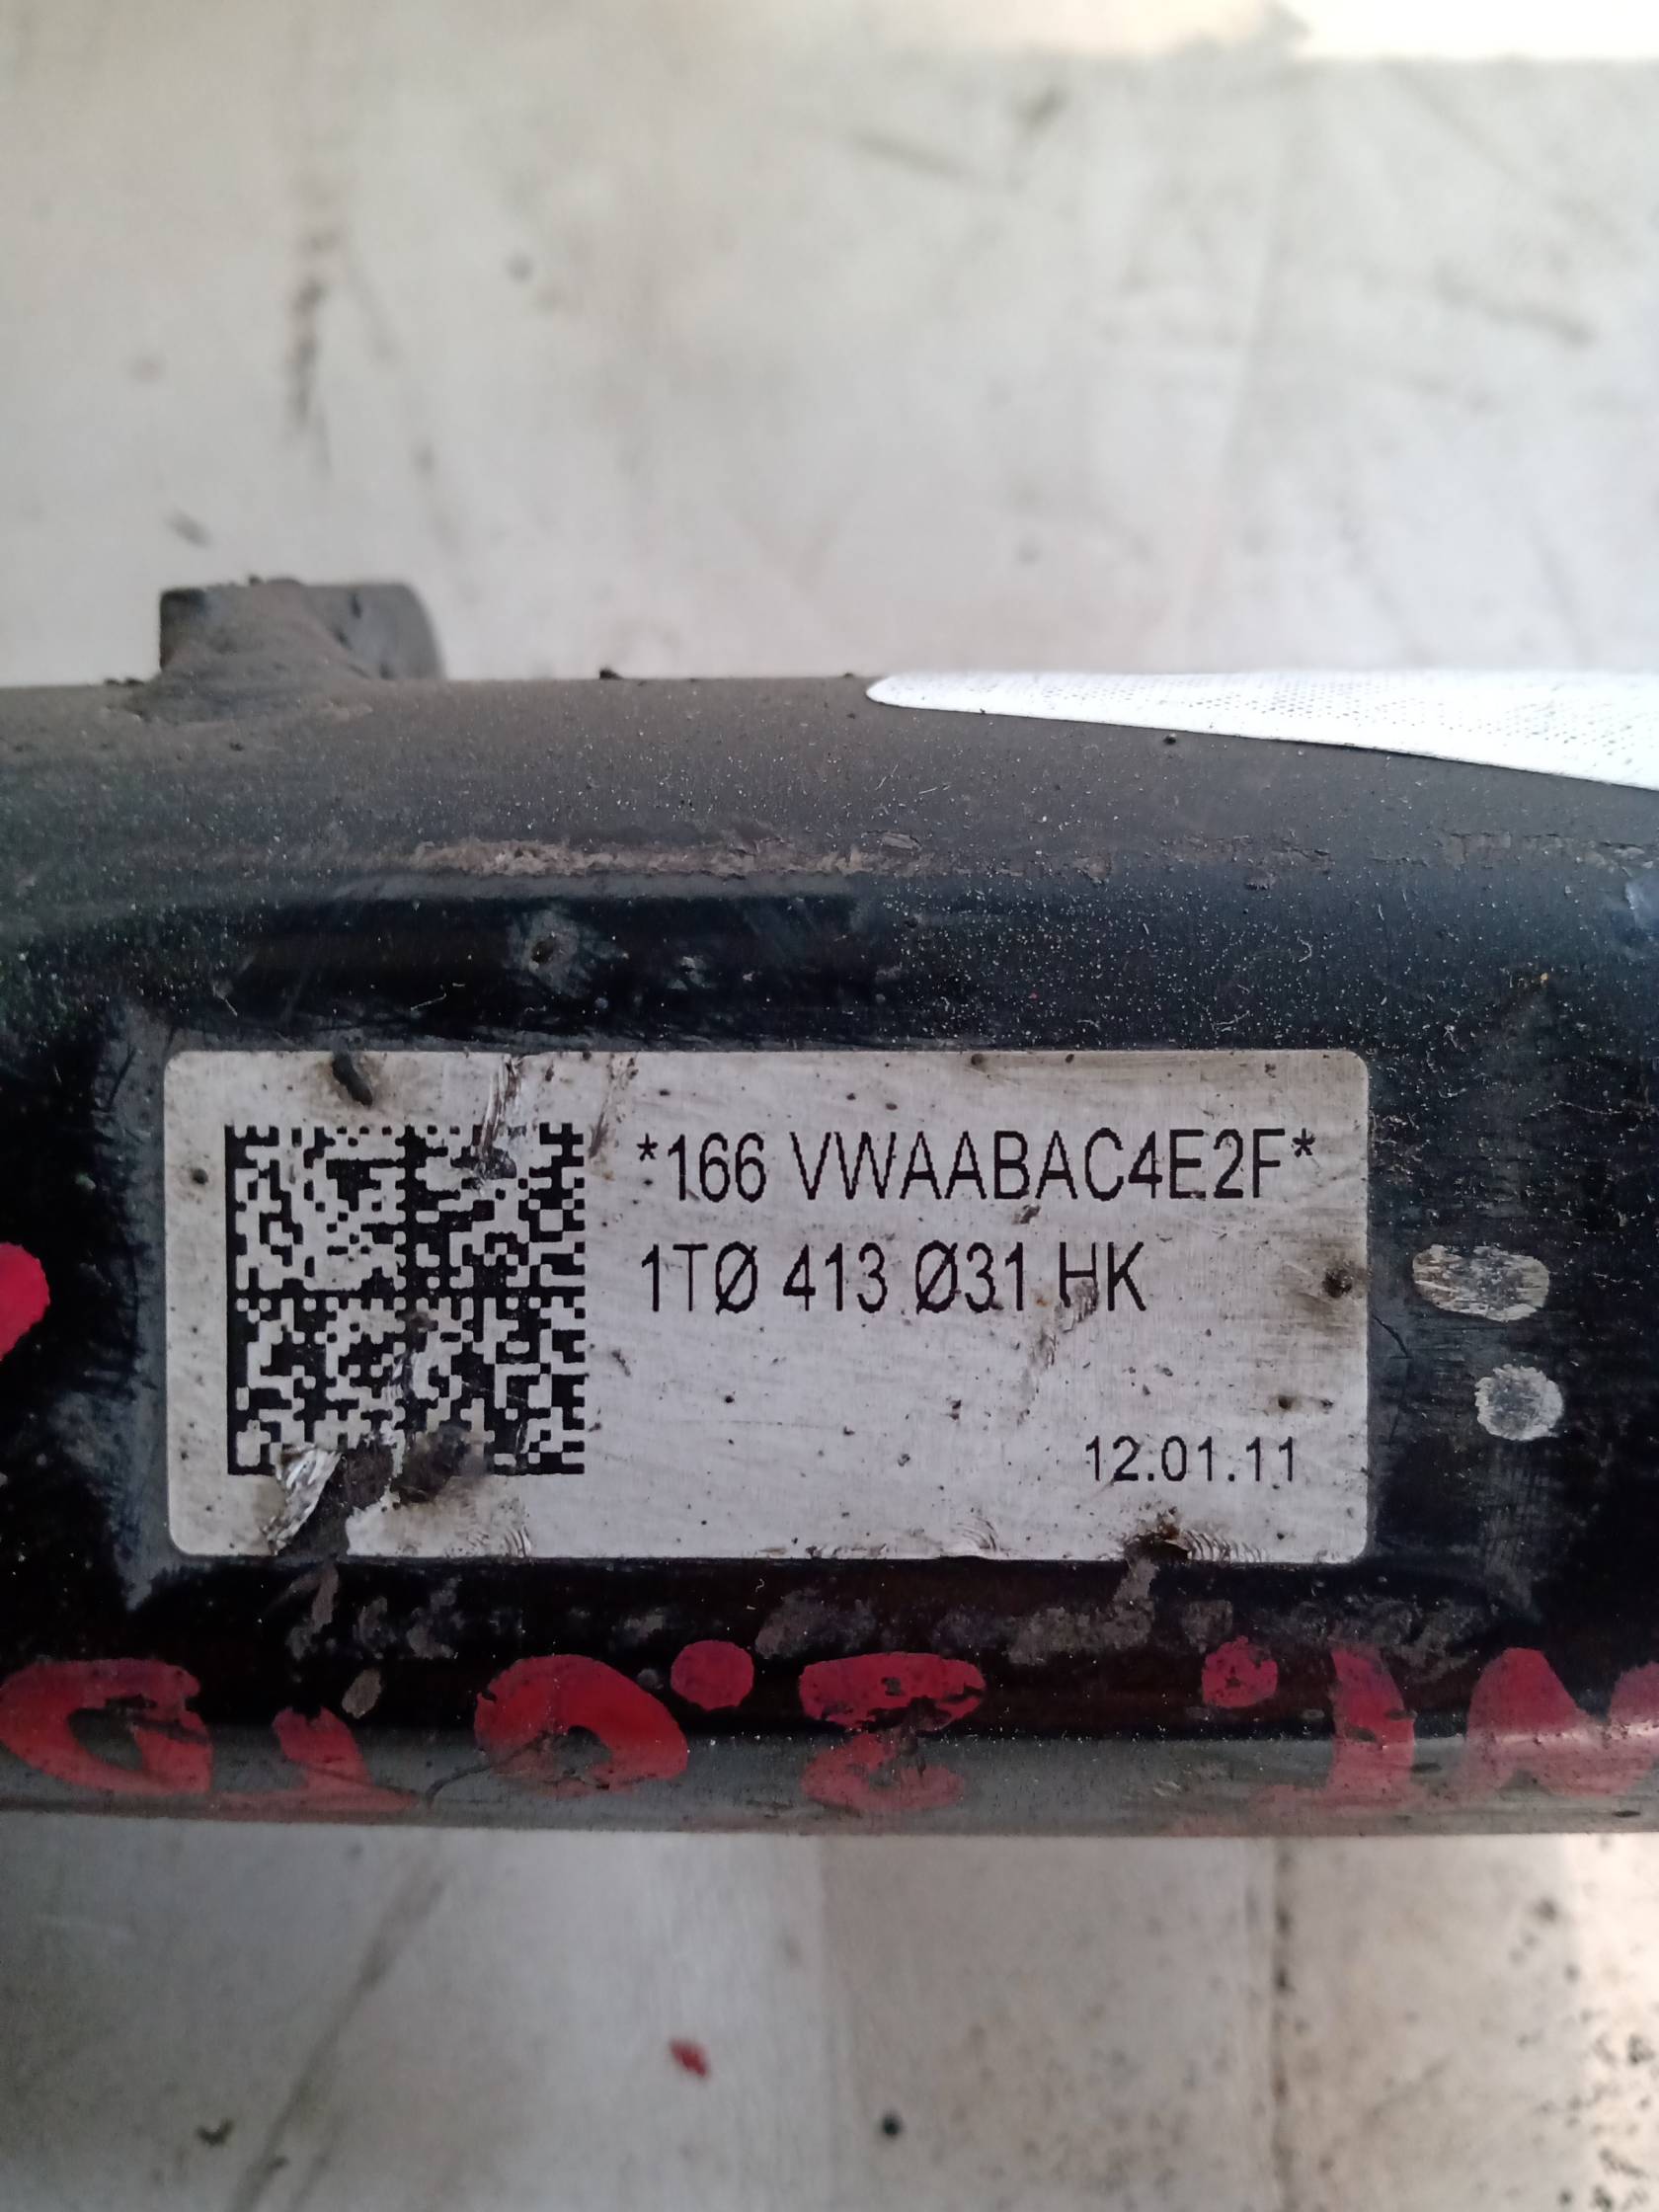 *166 VWAABAC4E2F*
1TØ 413 Ø31 HK
12.01.11